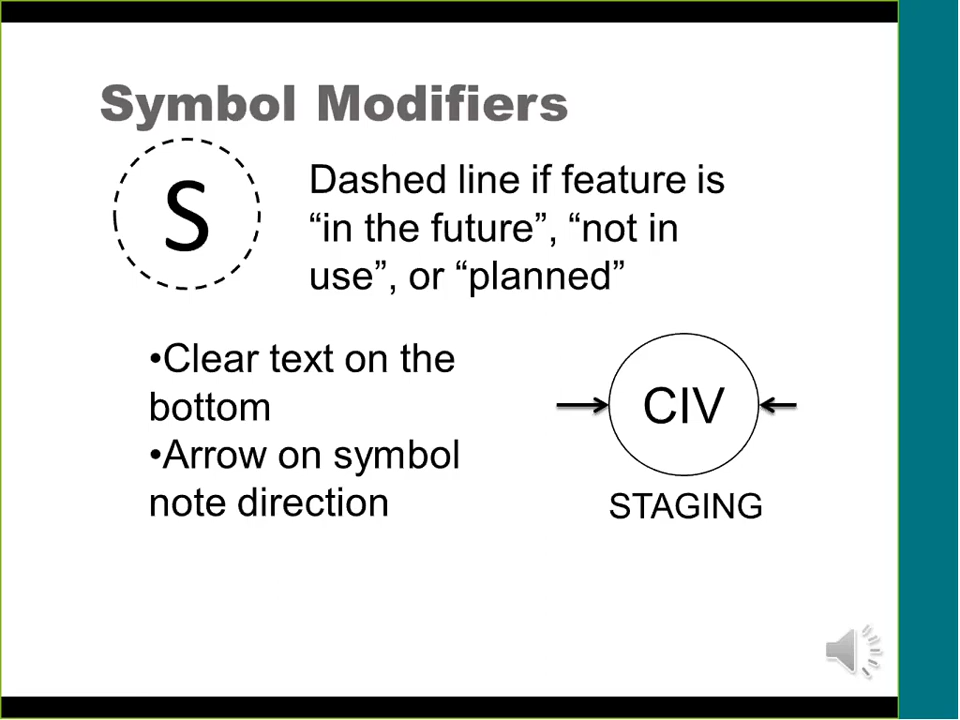 Symbol Modifiers
S
Dashed line if feature is
“in the future”, “not in
use”, or “planned”
•Clear text on the
bottom
•Arrow on symbol
note direction
CIV
STAGING